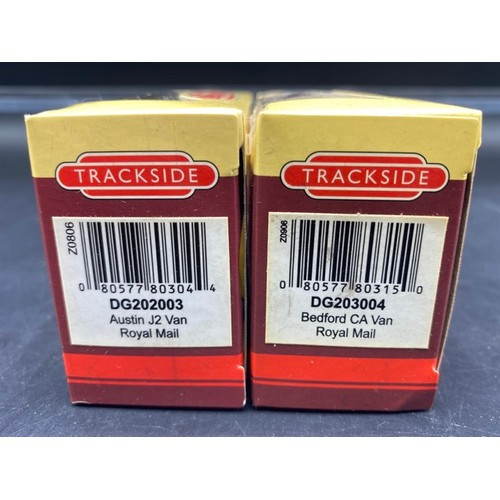 TRACKSIDE
Z0806
0 80577 80304 4
DG202003
Austin J2 Van
Royal Mail
TRACKSIDE
Z0906
0 80577 80315 0
DG203004
Bedford CA Van
Royal Mail